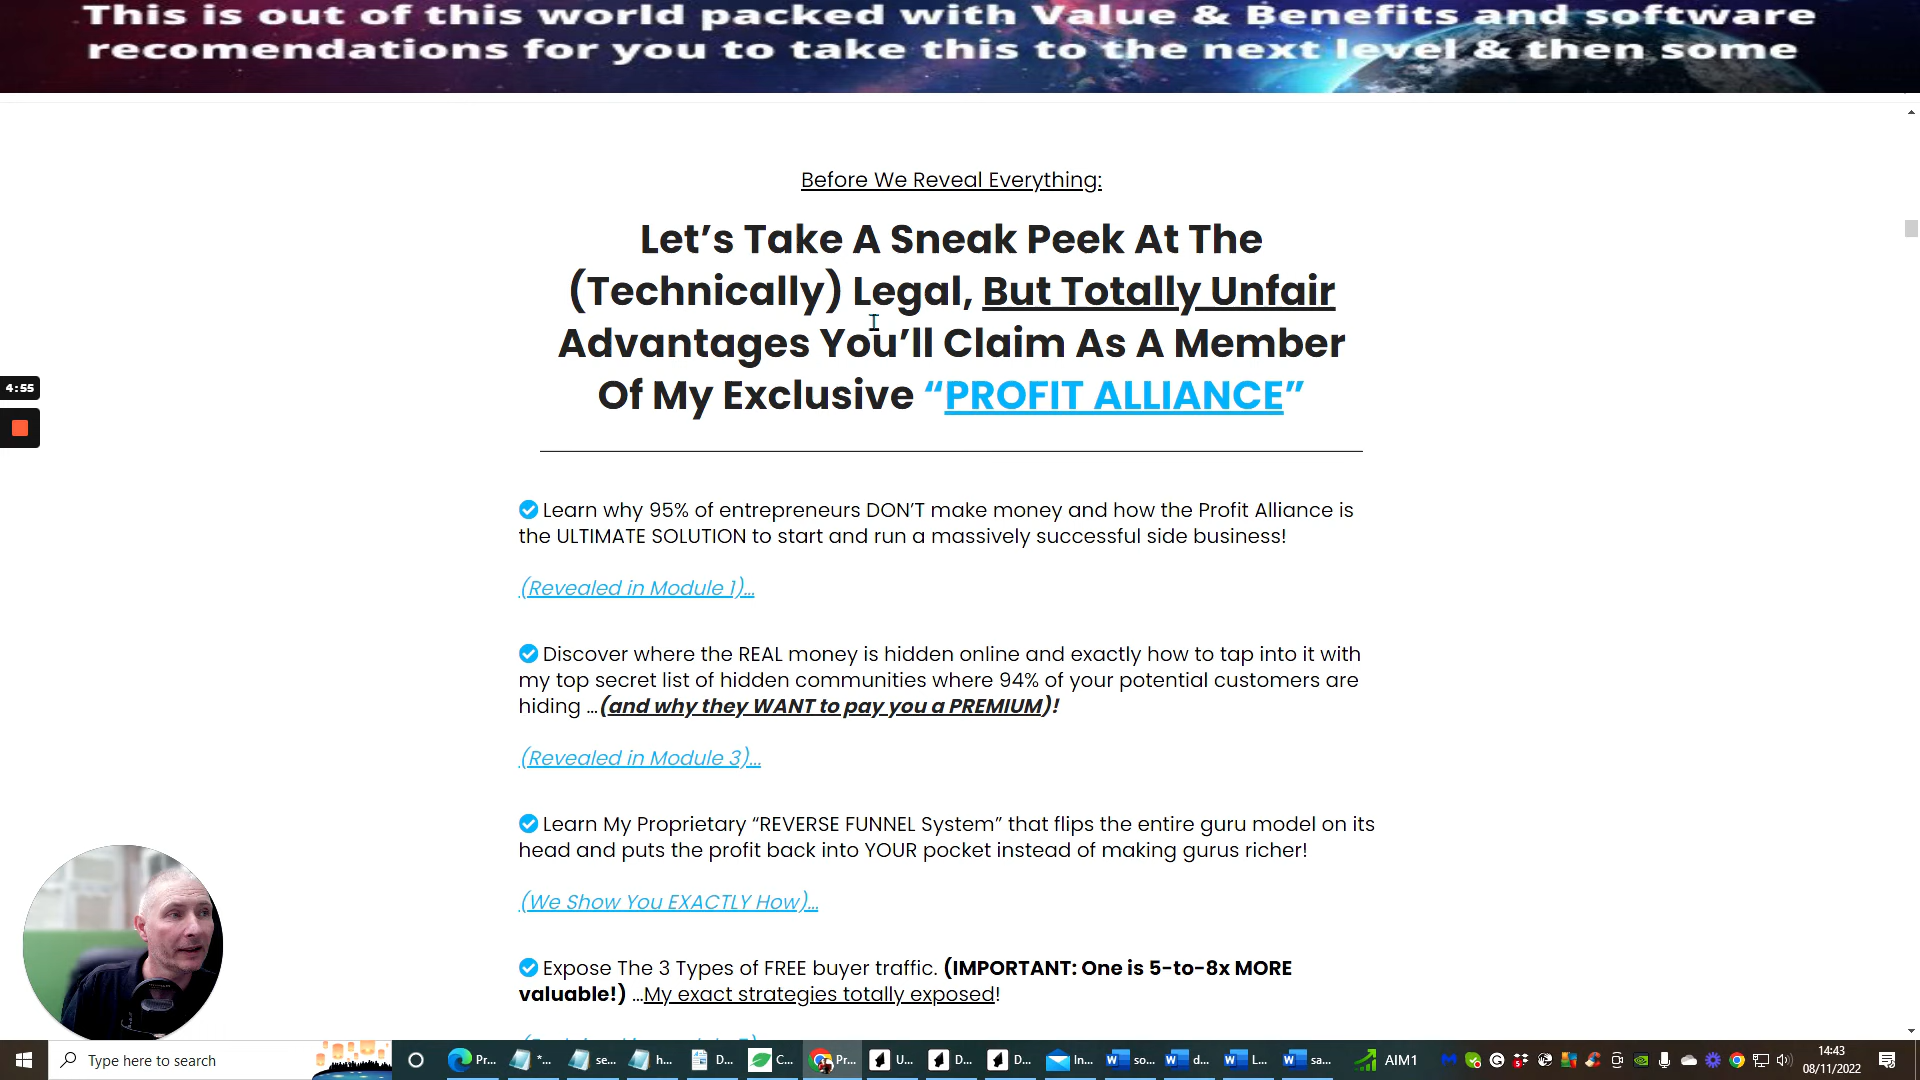 This is out of this world packed with Value & Benefits and software
recomendations for you to take this to the next level & then some
Before We Reveal Everything:
Let’s Take A Sneak Peek At The
(Technically) Legal, But Totally Unfair
Advantages You’ll Claim As A Member
Of My Exclusive “PROFIT ALLIANCE”
4:55
Learn why 95% of entrepreneurs DON’T make money and how the Profit Alliance is
the ULTIMATE SOLUTION to start and run a massively successful side business!
(Revealed in Module 1)...
Discover where the REAL money is hidden online and exactly how to tap into it with
my top secret list of hidden communities where 94% of your potential customers are
hiding ...(and why they WANT to pay you a PREMIUM)!
(Revealed in Module 3)...
Learn My Proprietary “REVERSE FUNNEL System” that flips the entire guru model on its
head and puts the profit back into YOUR pocket instead of making gurus richer!
(We Show You EXACTLY How)...
Expose The 3 Types of FREE buyer traffic. (IMPORTANT: One is 5-to-8x MORE
valuable!) ...My exact strategies totally exposed!
Type here to search
Pr...
*...
se...
h...
D...
C...
Pr...
U...
D...
D...
In...
so...
d...
L...
sa...
AIM1
14:43
08/11/2022